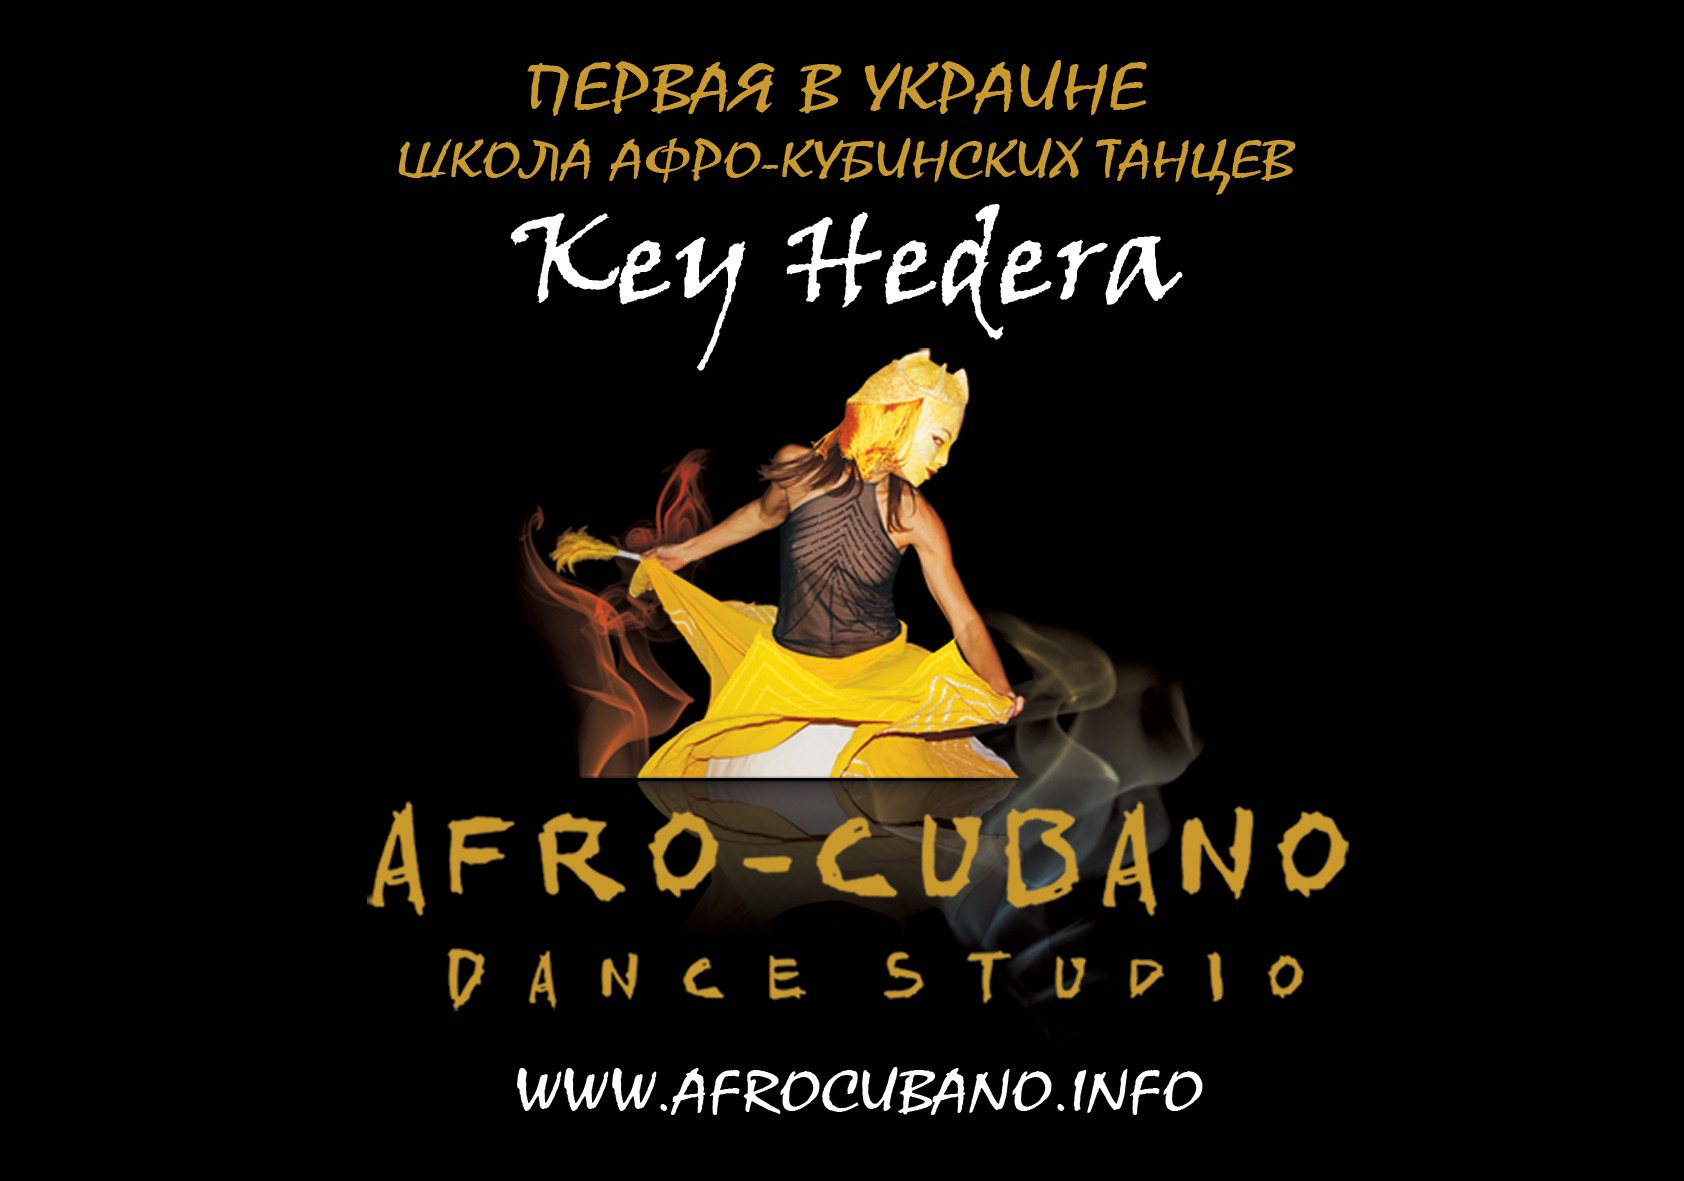 ПЕРВАЯ В УКРАИНЕ
ШКОЛА АФРО-КУБИНСКИХ ТАНЦЕВ
Key Hedera
AFRO-CUBANO
DANCE STUDIO
WWW.AFROCUBANO.INFO